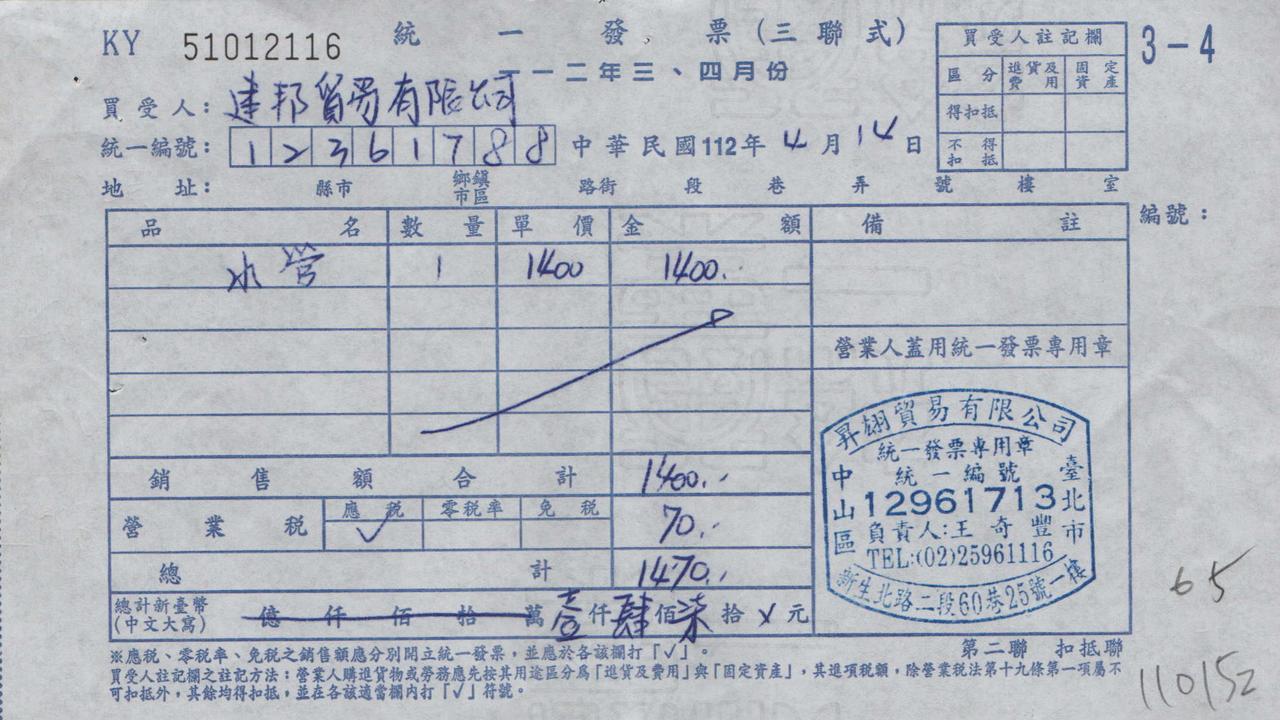 KY 51012116 統一發票(三聯式) 3-4
一一二年三、四月份
買受人註記欄
區分 進貨及費用 固定資產
得扣抵
不得扣抵
買受人: 建邦貿易有限公司
統一編號: 12361788 中華民國112年4月14日
地址: 縣市 鄉鎮市區 路街 段 巷 弄 號 樓 室
編號:
品名 數量 單價 金額 備註
水管 1 1400 1400.
營業人蓋用統一發票專用章
銷售額合計 1400.
營業稅 應稅 ✓ 零稅率 免稅 70.
總計 1470.
總計新臺幣(中文大寫) 億仟佰拾萬壹仟肆佰柒拾X元
昇翃貿易有限公司
統一發票專用章
統一編號
12961713
負責人:王奇豐
TEL:(02)25961116
臺北市
中山區
新生北路二段60巷25號一樓
65
第二聯 扣抵聯
※應稅、零稅率、免稅之銷售額應分別開立統一發票,並應於各該欄打「✓」。
買受人註記欄之註記方法:營業人購進貨物或勞務應先按其用途區分為「進貨及費用」與「固定資產」,其進項稅額,除營業稅法第十九條第一項屬不
可扣抵外,其餘均得扣抵,並在各該適當欄內打「✓」符號。
110152